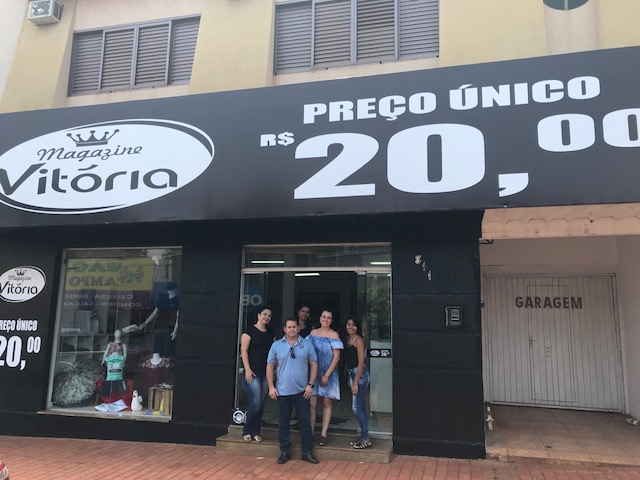 Magazine
Vitória
PREÇO ÚNICO
R$ 20,00
Magazine
Vitória
PREÇO ÚNICO
20,00
GARAGEM